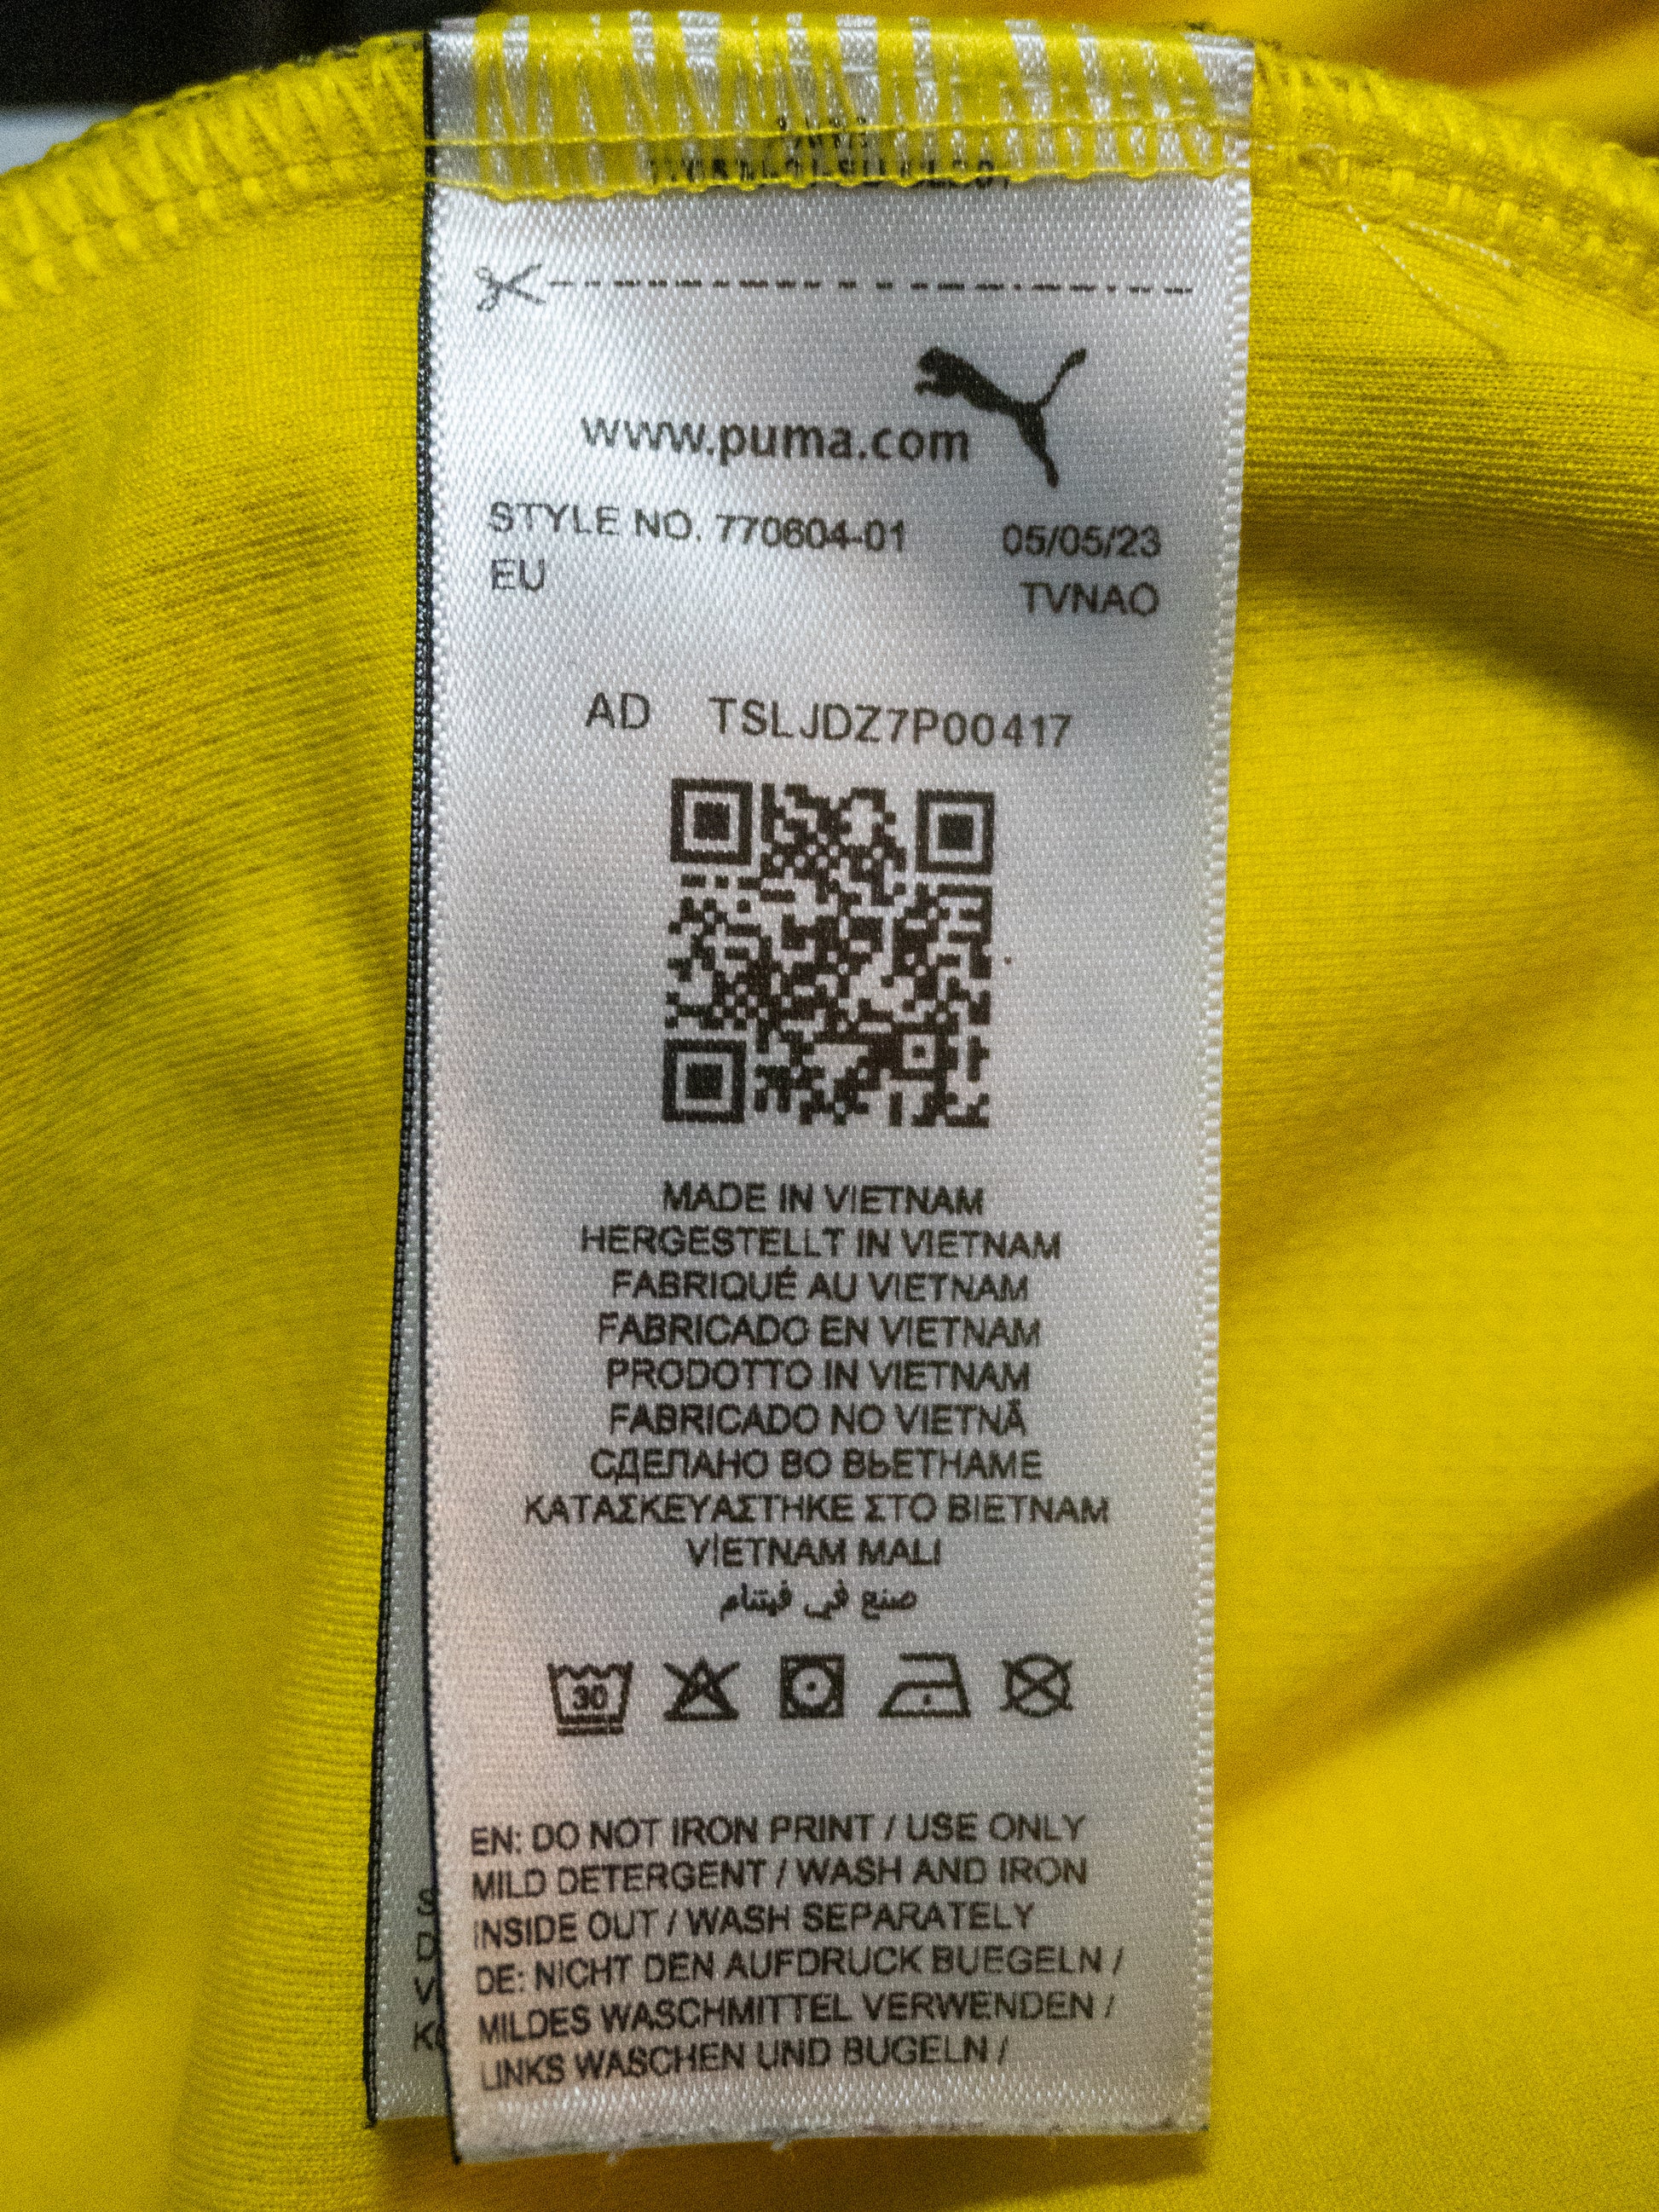 www.puma.com
STYLE NO. 770604-01 05/05/23
EU TVNAO
AD TSLJDZ7P00417
MADE IN VIETNAM
HERGESTELLT IN VIETNAM
FABRIQUÉ AU VIETNAM
FABRICADO EN VIETNAM
PRODOTTO IN VIETNAM
FABRICADO NO VIETNÃ
СДЕЛАНО ВО ВЬЕТНАМЕ
ΚΑΤΑΣΚΕΥΑΣΤΗΚΕ ΣΤΟ ΒΙΕΤΝΑΜ
VİETNAM MALI
صنع في فيتنام
30
EN: DO NOT IRON PRINT / USE ONLY
MILD DETERGENT / WASH AND IRON
INSIDE OUT / WASH SEPARATELY
DE: NICHT DEN AUFDRUCK BUEGELN /
MILDES WASCHMITTEL VERWENDEN /
LINKS WASCHEN UND BUGELN /